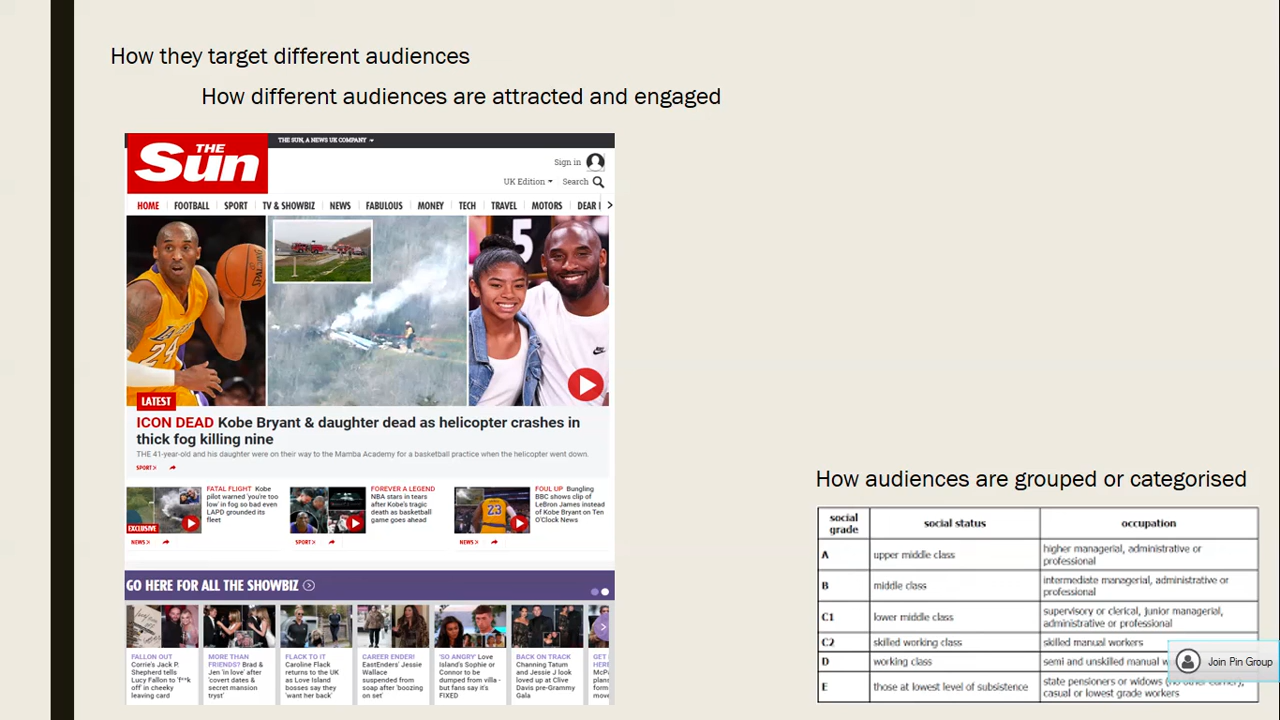 How they target different audiences
How different audiences are attracted and engaged
THE SUN, A NEWS UK COMPANY
THE
Sun
Sign in
UK Edition
Search
HOME FOOTBALL SPORT TV & SHOWBIZ NEWS FABULOUS MONEY TECH TRAVEL MOTORS DEAR
24
5
LATEST
ICON DEAD Kobe Bryant & daughter dead as helicopter crashes in
thick fog killing nine
THE 41-year-old and his daughter were on their way to the Mamba Academy for a basketball practice when the helicopter went down.
SPORT >
FATAL FLIGHT Kobe
pilot warned 'you're too
low' in fog so bad even
LAPD grounded its
fleet
EXCLUSIVE
NEWS >
FOREVER A LEGEND
NBA stars in tears
after Kobe's tragic
death as basketball
game goes ahead
SPORT >
23
FOUL UP Bungling
BBC shows clip of
LeBron James instead
of Kobe Bryant on Ten
O'Clock News
NEWS >
GO HERE FOR ALL THE SHOWBIZ
FALLON OUT
Corrie's Jack P.
Shepherd tells
Lucy Fallon to 'f**k
off' in cheeky
leaving card
MORE THAN
FRIENDS? Brad &
Jen 'in love' after
'covert dates &
secret mansion
tryst'
FLACK TO IT
Caroline Flack
returns to the UK
as Love Island
bosses say they
'want her back'
CAREER ENDER!
EastEnders' Jessie
Wallace
suspended from
soap after 'boozing
on set'
'SO ANGRY' Love
Island's Sophie or
Connor to be
dumped from villa -
but fans say it's
FIXED
BACK ON TRACK
Channing Tatum
and Jessie J look
loved up at Clive
Davis pre-Grammy
Gala
GET
HERE
McP
plans
form
mov
How audiences are grouped or categorised
social grade social status occupation
A upper middle class higher managerial, administrative or professional
B middle class intermediate managerial, administrative or professional
C1 lower middle class supervisory or clerical, junior managerial, administrative or professional
C2 skilled working class skilled manual workers
D working class semi and unskilled manual w
E those at lowest level of subsistence state pensioners or widows casual or lowest grade workers
Join Pin Group